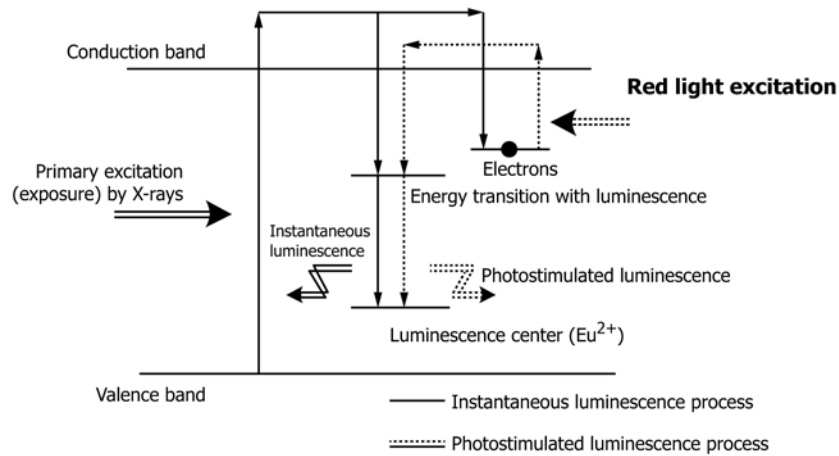 Conduction band
Red light excitation
Primary excitation
(exposure) by X-rays
Electrons
Energy transition with luminescence
Instantaneous
luminescence
Photostimulated luminescence
Luminescence center (Eu²⁺)
Valence band
Instantaneous luminescence process
Photostimulated luminescence process